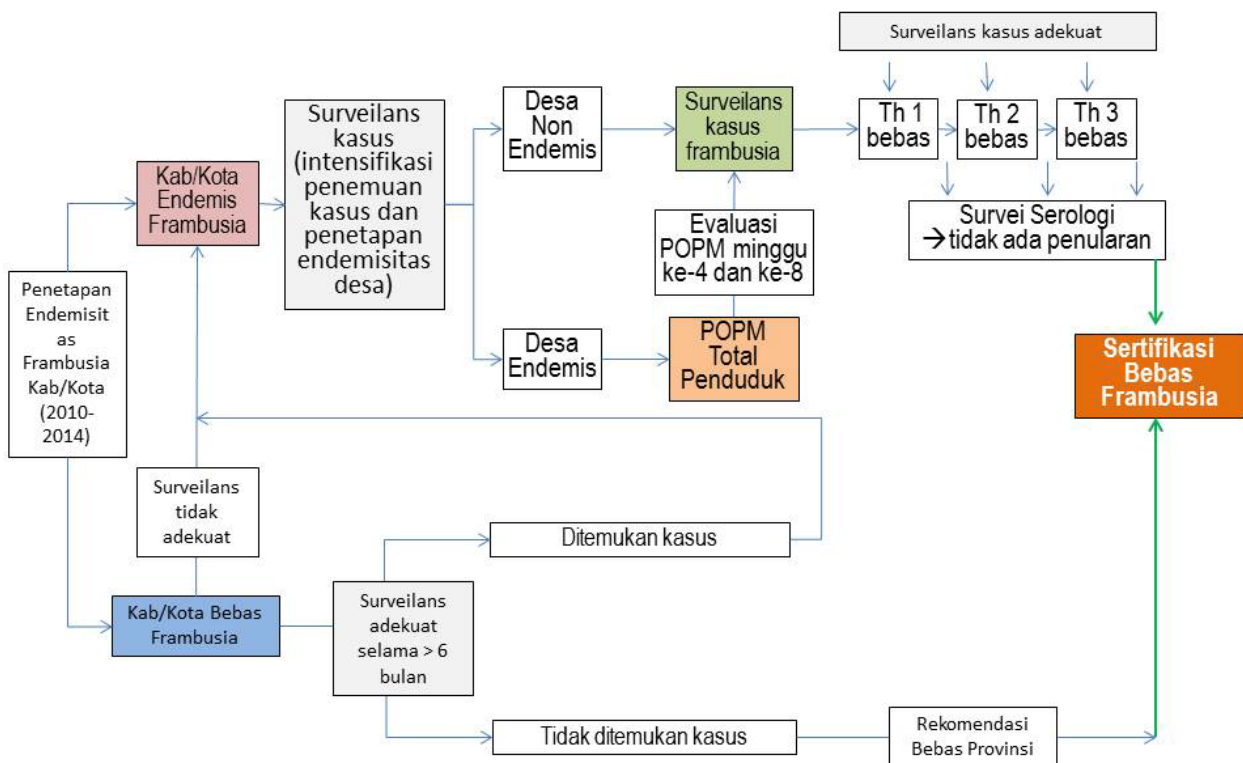 Surveilans kasus adekuat
Surveilans
kasus
(intensifikasi
penemuan
kasus dan
penetapan
endemisitas
desa)
Desa
Non
Endemis
Surveilans
kasus
frambusia
Th 1
bebas
Th 2
bebas
Th 3
bebas
Kab/Kota
Endemis
Frambusia
Evaluasi
POPM minggu
ke-4 dan ke-8
Survei Serologi
→tidak ada penularan
Penetapan
Endemisit
as
Frambusia
Kab/Kota
(2010-
2014)
Desa
Endemis
POPM
Total
Penduduk
Sertifikasi
Bebas
Frambusia
Surveilans
tidak
adekuat
Ditemukan kasus
Kab/Kota Bebas
Frambusia
Surveilans
adekuat
selama > 6
bulan
Tidak ditemukan kasus
Rekomendasi
Bebas Provinsi